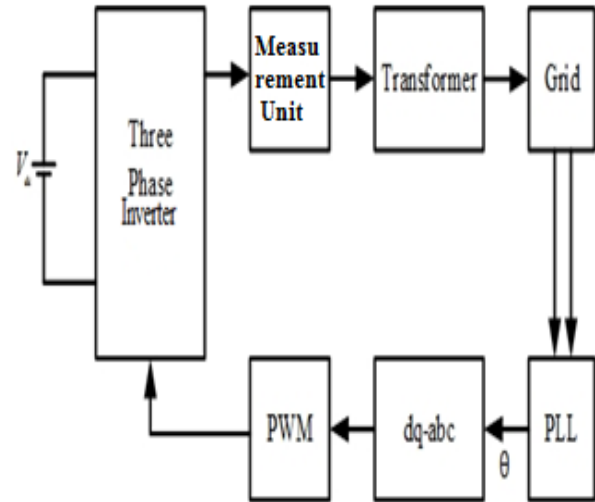 Measu
rement
Unit
Transformer
Grid
Three
Phase
Inverter
V
PWM
dq-abc
θ
PLL